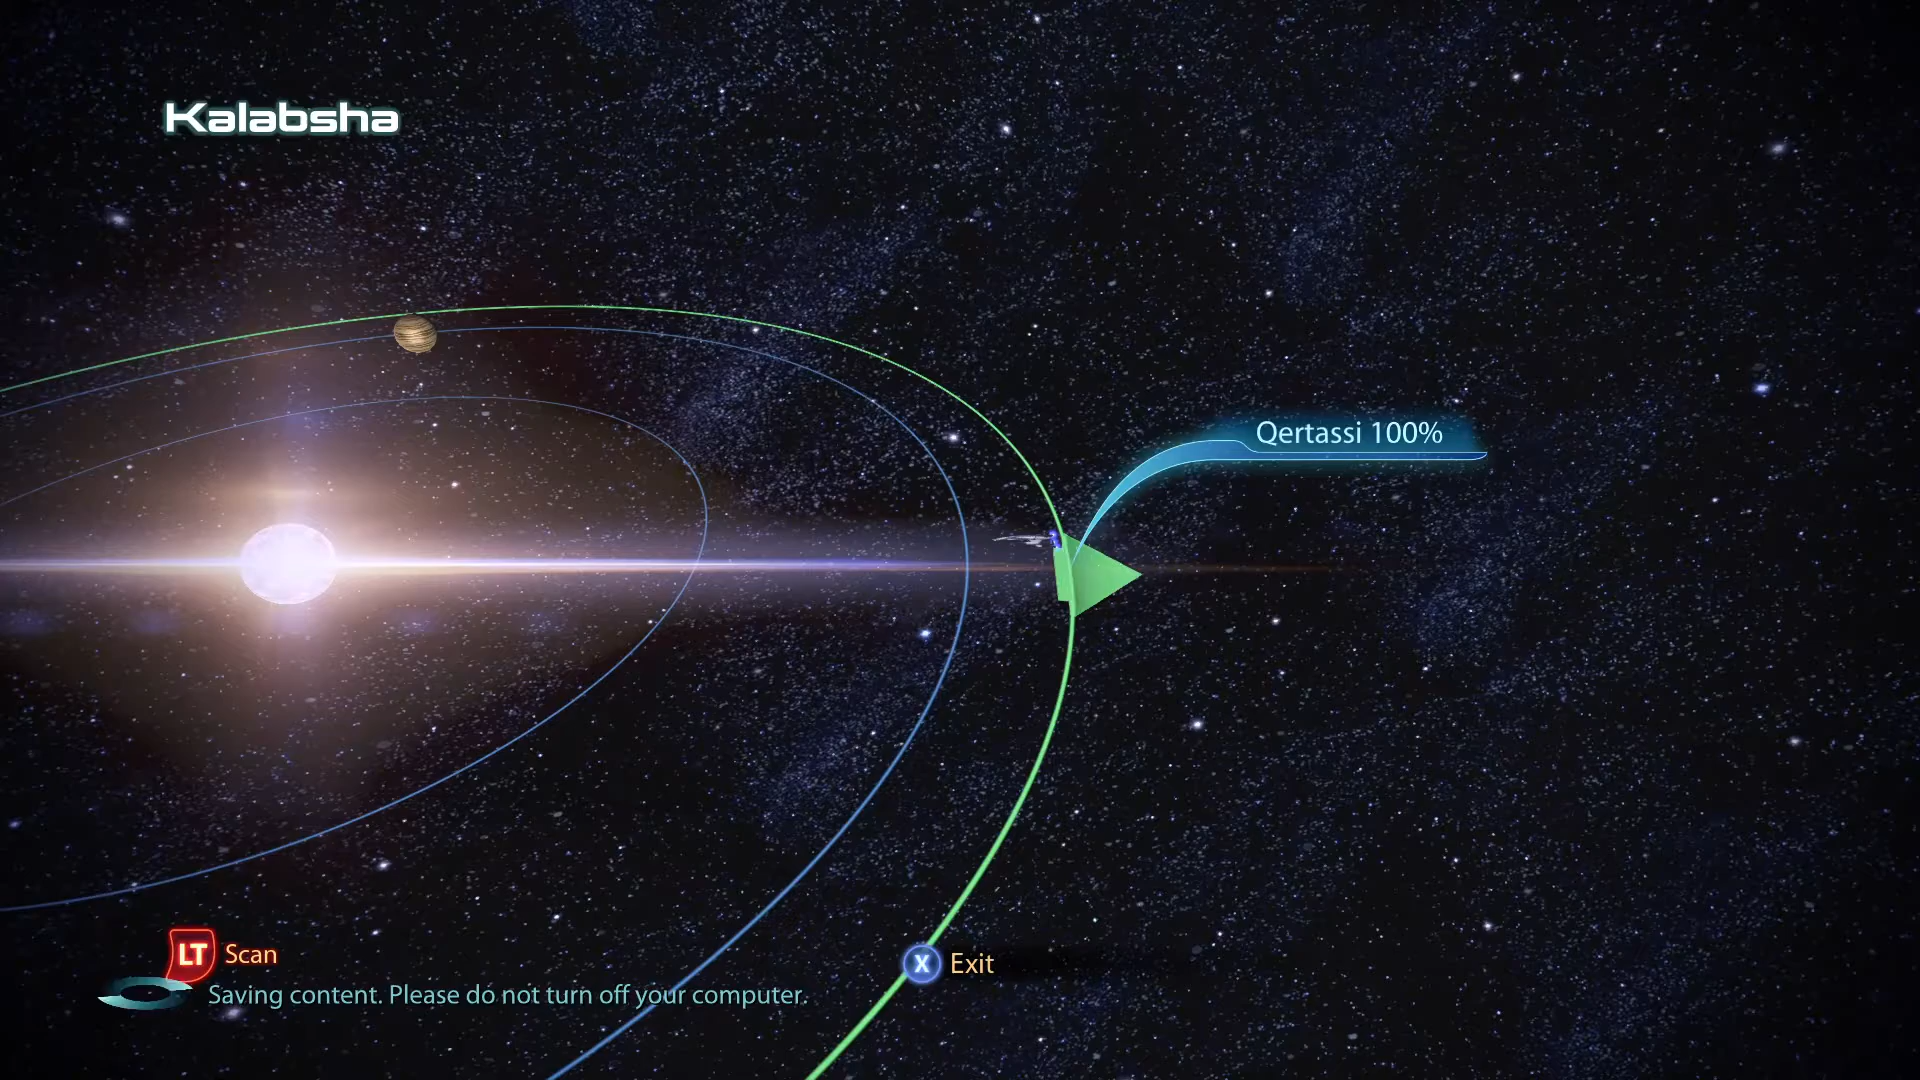 Kalabsha
Qertassi 100%
LT Scan
X Exit
Saving content. Please do not turn off your computer.